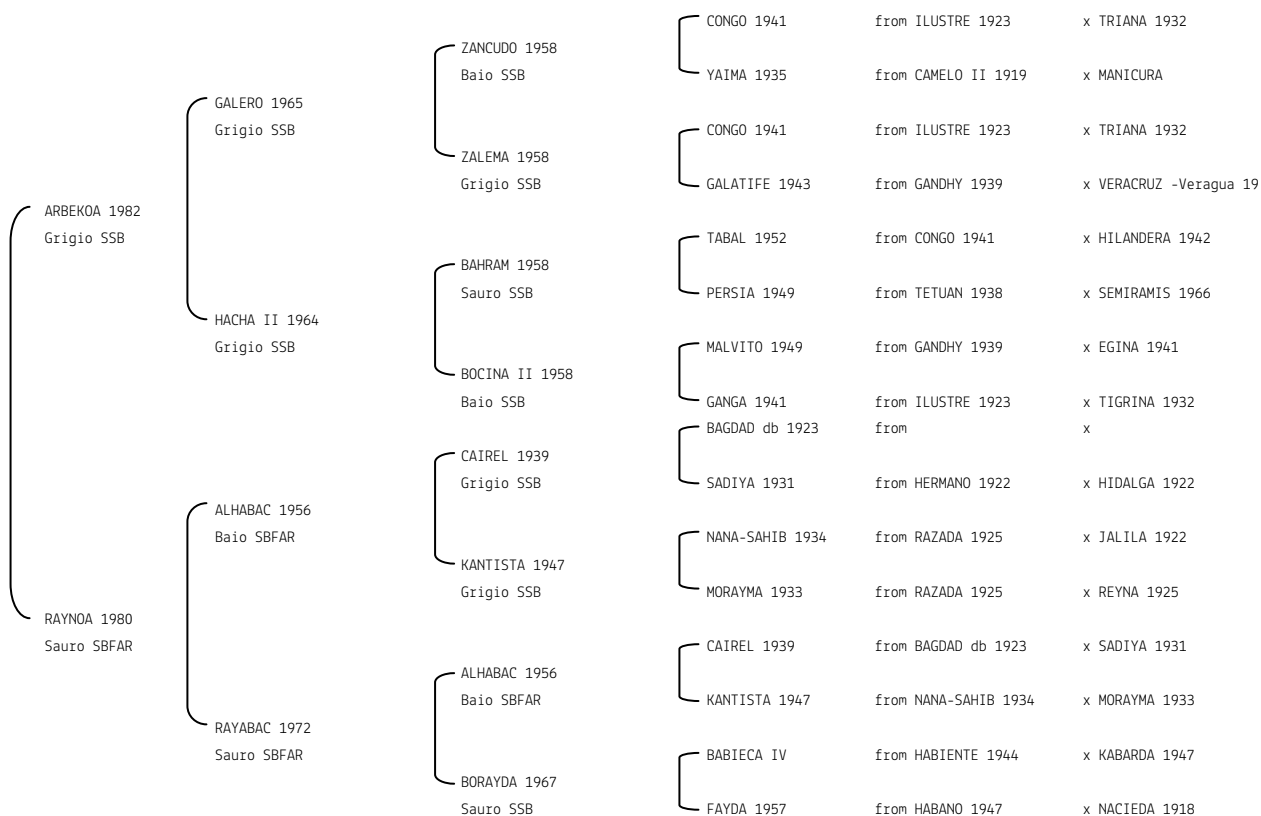 CONGO 1941 from ILUSTRE 1923 x TRIANA 1932
ZANCUDO 1958
Baio SSB YAIMA 1935 from CAMELO II 1919 x MANICURA
GALERO 1965
Grigio SSB CONGO 1941 from ILUSTRE 1923 x TRIANA 1932
ZALEMA 1958
Grigio SSB GALATIFE 1943 from GANDHY 1939 x VERACRUZ -Veragua 19
ARBEKOA 1982
Grigio SSB TABAL 1952 from CONGO 1941 x HILANDERA 1942
BAHRAM 1958
Sauro SSB PERSIA 1949 from TETUAN 1938 x SEMIRAMIS 1966
HACHA II 1964
Grigio SSB MALVITO 1949 from GANDHY 1939 x EGINA 1941
BOCINA II 1958
Baio SSB GANGA 1941 from ILUSTRE 1923 x TIGRINA 1932
BAGDAD db 1923 from x
CAIREL 1939
Grigio SSB SADIYA 1931 from HERMANO 1922 x HIDALGA 1922
ALHABAC 1956
Baio SBFAR NANA-SAHIB 1934 from RAZADA 1925 x JALILA 1922
KANTISTA 1947
Grigio SSB MORAYMA 1933 from RAZADA 1925 x REYNA 1925
RAYNOA 1980
Sauro SBFAR CAIREL 1939 from BAGDAD db 1923 x SADIYA 1931
ALHABAC 1956
Baio SBFAR KANTISTA 1947 from NANA-SAHIB 1934 x MORAYMA 1933
RAYABAC 1972
Sauro SBFAR BABIECA IV from HABIENTE 1944 x KABARDA 1947
BORAYDA 1967
Sauro SSB FAYDA 1957 from HABANO 1947 x NACIEDA 1918